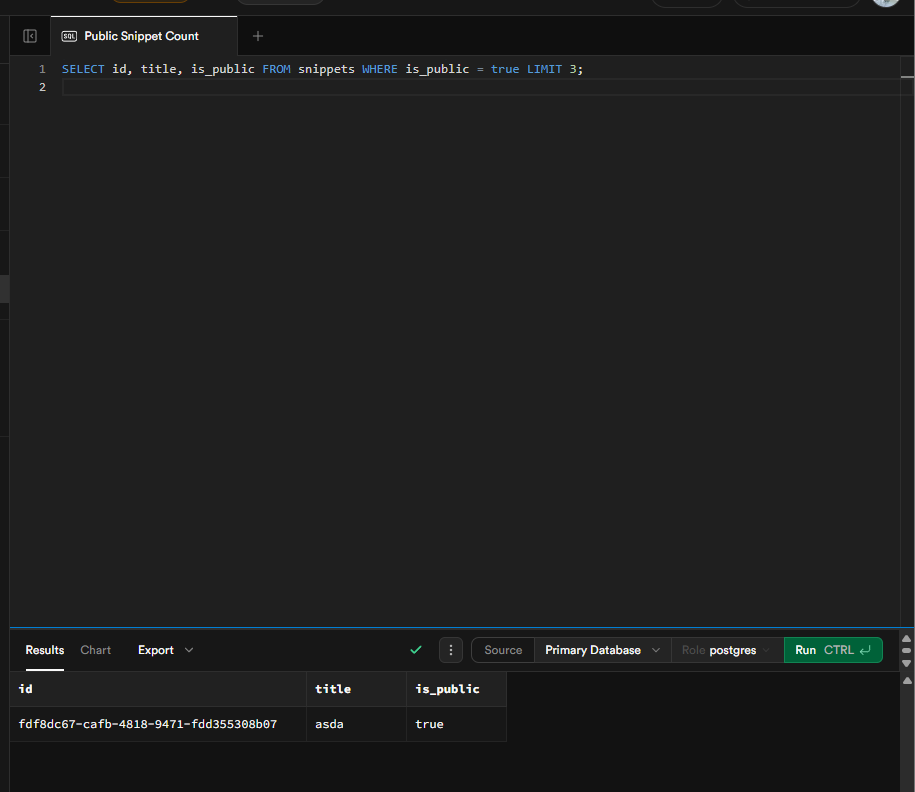 SQL Public Snippet Count
1 SELECT id, title, is_public FROM snippets WHERE is_public = true LIMIT 3;
2
Results Chart Export Source Primary Database Role postgres Run CTRL
id title is_public
fdf8dc67-cafb-4818-9471-fdd355308b07 asda true